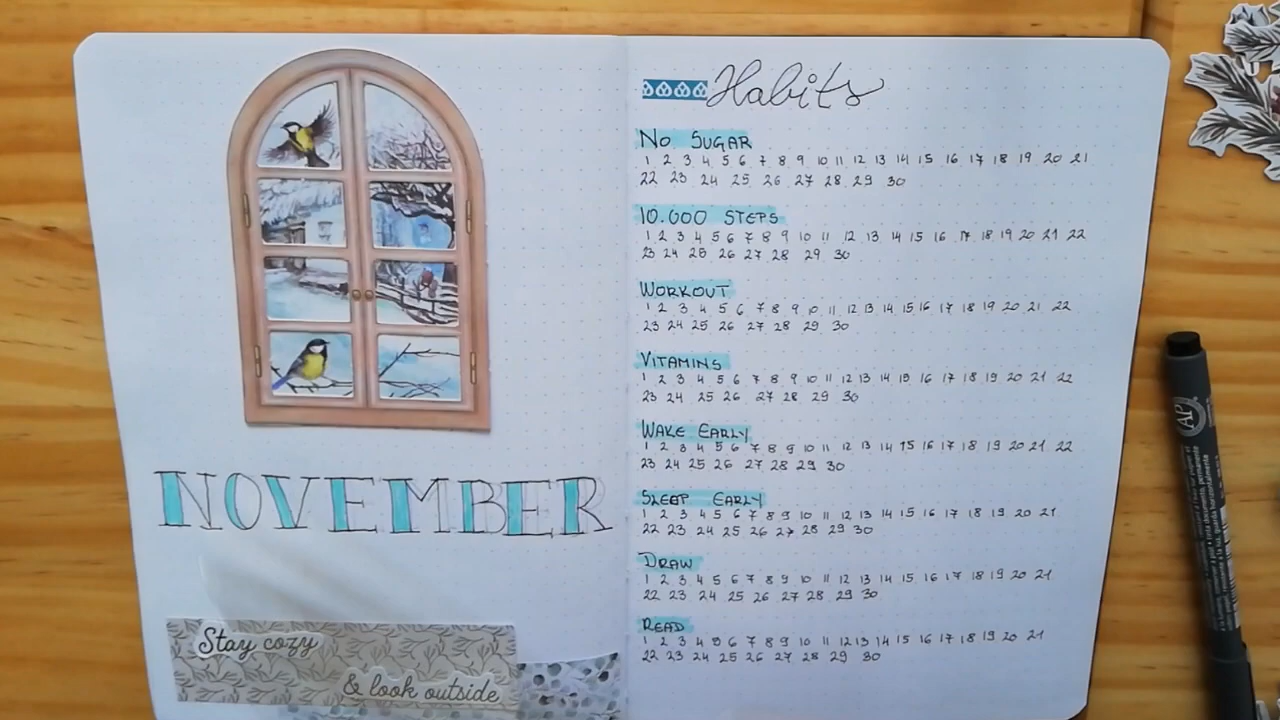 NOVEMBER
Stay cozy
& look outside
Habits
No SUGAR
1 2 3 4 5 6 7 8 9 10 11 12 13 14 15 16 17 18 19 20 21
22 23 24 25 26 27 28 29 30
10.000 STEPS
1 2 3 4 5 6 7 8 9 10 11 12 13 14 15 16 17 18 19 20 21 22
23 24 25 26 27 28 29 30
WORKOUT
1 2 3 4 5 6 7 8 9 10 11 12 13 14 15 16 17 18 19 20 21 22
23 24 25 26 27 28 29 30
VITAMINS
1 2 3 4 5 6 7 8 9 10 11 12 13 14 15 16 17 18 19 20 21 22
23 24 25 26 27 28 29 30
WAKE EARLY
1 2 3 4 5 6 7 8 9 10 11 12 13 14 15 16 17 18 19 20 21 22
23 24 25 26 27 28 29 30
SLEEP EARLY
1 2 3 4 5 6 7 8 9 10 11 12 13 14 15 16 17 18 19 20 21
22 23 24 25 26 27 28 29 30
DRAW
1 2 3 4 5 6 7 8 9 10 11 12 13 14 15 16 17 18 19 20 21
22 23 24 25 26 27 28 29 30
READ
1 2 3 4 5 6 7 8 9 10 11 12 13 14 15 16 17 18 19 20 21
22 23 24 25 26 27 28 29 30
AP